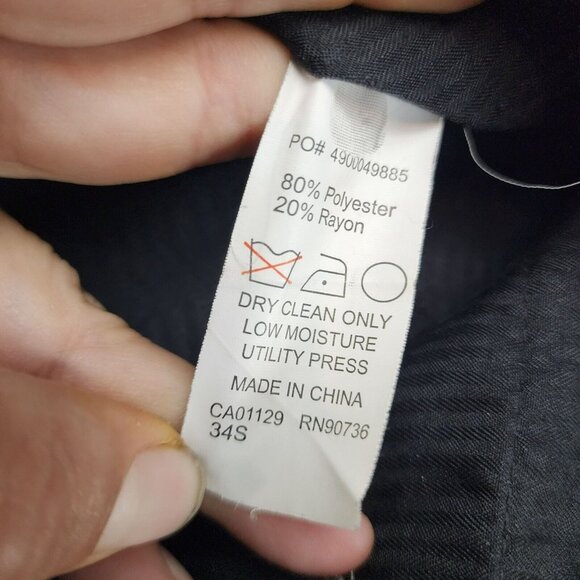 PO# 4900049885
80% Polyester
20% Rayon
DRY CLEAN ONLY
LOW MOISTURE
UTILITY PRESS
MADE IN CHINA
CA01129 RN90736
34S